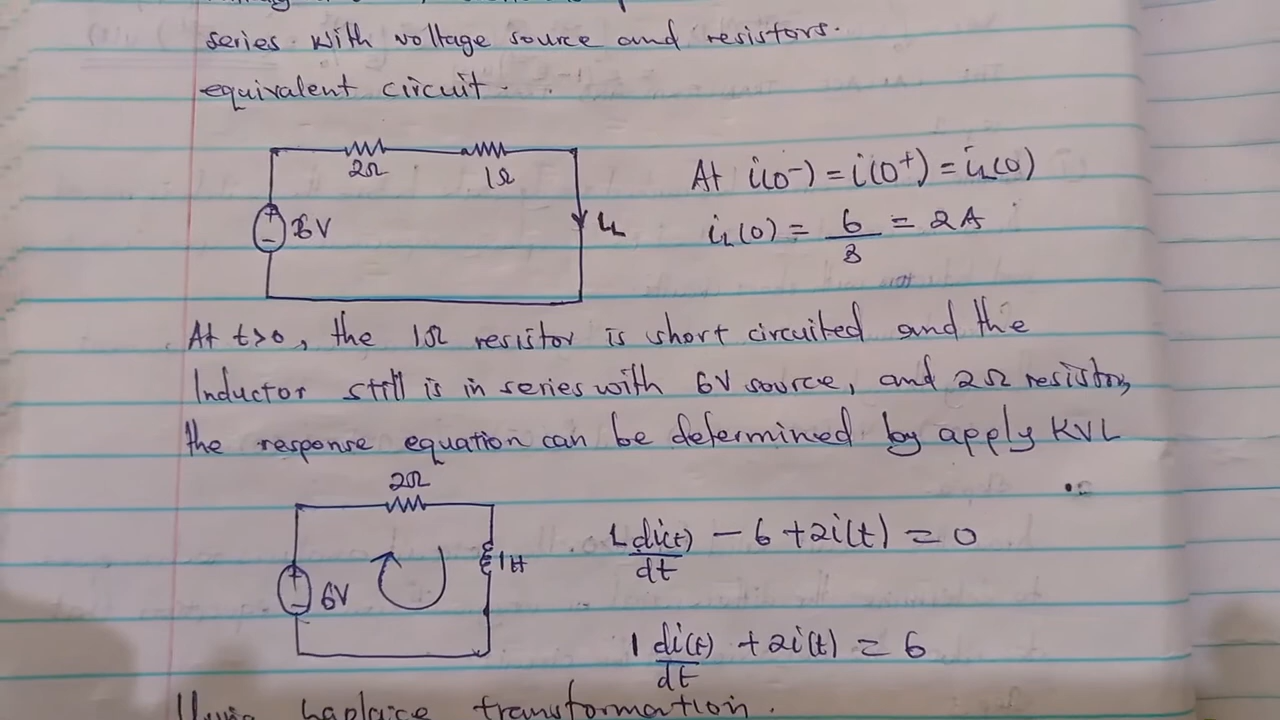 series. with voltage source and resistors.
equivalent circuit.
2Ω
1Ω
6V
iL
At i(0⁻) = i(0⁺) = iL(0)
iL(0) = 6/3 = 2A
At t>0, the 1Ω resistor is short circuited and the
Inductor still is in series with 6V source, and 2Ω resistor,
the response equation can be determined by apply KVL
2Ω
6V
1H
L di(t)/dt - 6 + 2i(t) = 0
1 di(t)/dt + 2i(t) = 6
Using Laplaice transformation.